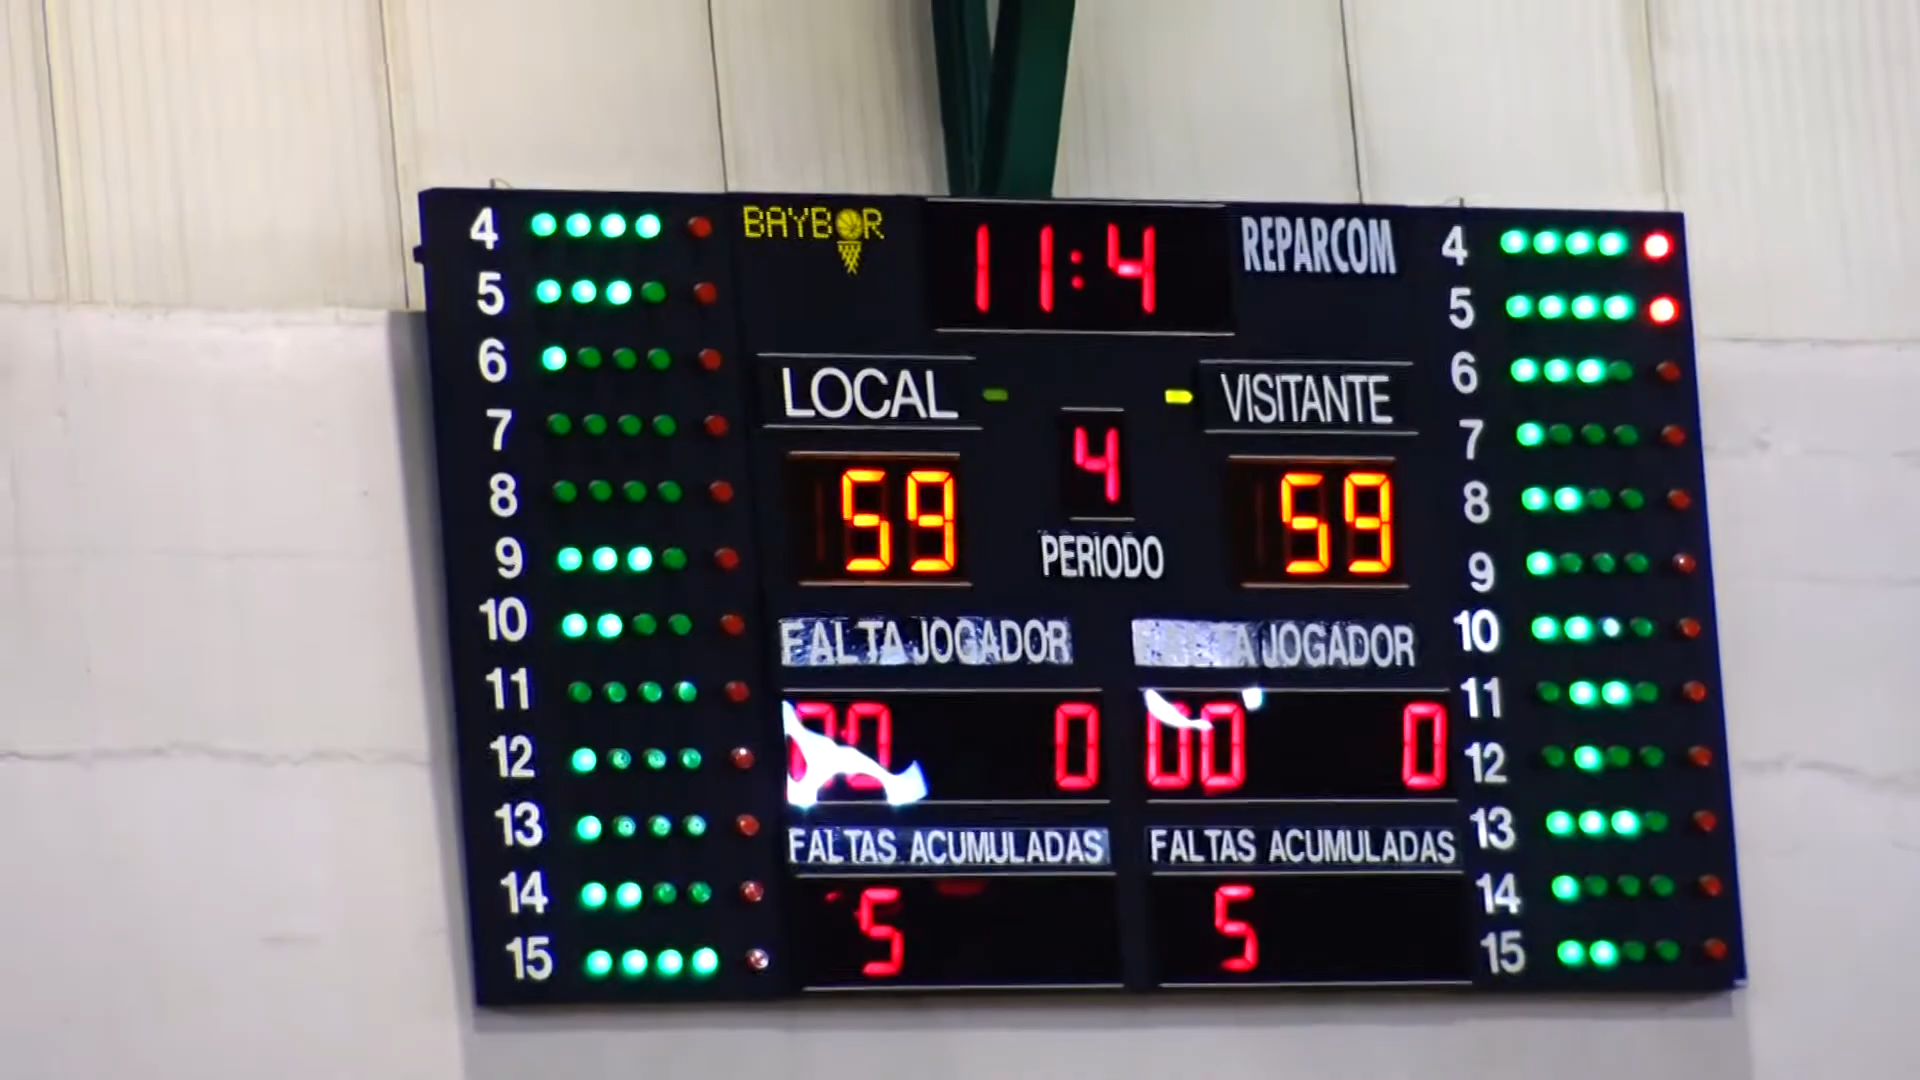 BAYBOR 11:4 REPARCOM
LOCAL VISITANTE
59 4 59
PERIODO
FALTA JOGADOR FALTA JOGADOR
00 0 00 0
FALTAS ACUMULADAS FALTAS ACUMULADAS
5 5
4 4
5 5
6 6
7 7
8 8
9 9
10 10
11 11
12 12
13 13
14 14
15 15